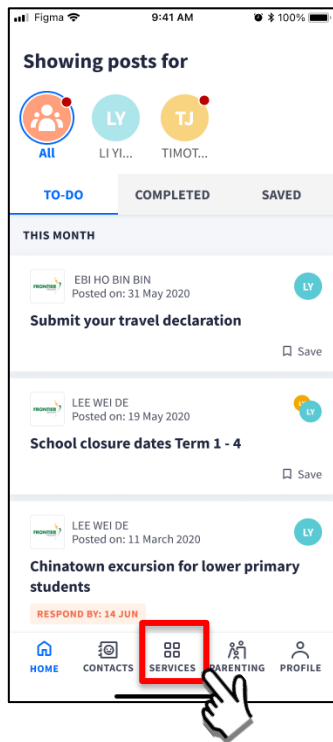 Figma 9:41 AM 100%
Showing posts for
LY TJ
All LI YI... TIMOT...
TO-DO COMPLETED SAVED
THIS MONTH
FRONTIER EBI HO BIN BIN
Posted on: 31 May 2020
LY
Submit your travel declaration
Save
FRONTIER LEE WEI DE
Posted on: 19 May 2020
LY
School closure dates Term 1 - 4
Save
FRONTIER LEE WEI DE
Posted on: 11 March 2020
LY
Chinatown excursion for lower primary
students
RESPOND BY: 14 JUN
HOME CONTACTS SERVICES PARENTING PROFILE